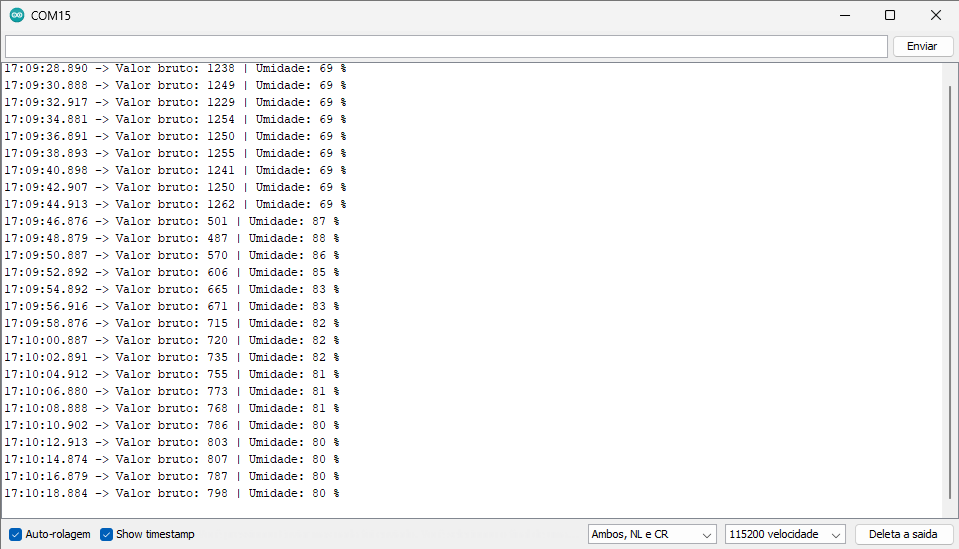 COM15
Enviar
17:09:28.890 -> Valor bruto: 1238 | Umidade: 69 %
17:09:30.888 -> Valor bruto: 1249 | Umidade: 69 %
17:09:32.917 -> Valor bruto: 1229 | Umidade: 69 %
17:09:34.881 -> Valor bruto: 1254 | Umidade: 69 %
17:09:36.891 -> Valor bruto: 1250 | Umidade: 69 %
17:09:38.893 -> Valor bruto: 1255 | Umidade: 69 %
17:09:40.898 -> Valor bruto: 1241 | Umidade: 69 %
17:09:42.907 -> Valor bruto: 1250 | Umidade: 69 %
17:09:44.913 -> Valor bruto: 1262 | Umidade: 69 %
17:09:46.876 -> Valor bruto: 501 | Umidade: 87 %
17:09:48.879 -> Valor bruto: 487 | Umidade: 88 %
17:09:50.887 -> Valor bruto: 570 | Umidade: 86 %
17:09:52.892 -> Valor bruto: 606 | Umidade: 85 %
17:09:54.892 -> Valor bruto: 665 | Umidade: 83 %
17:09:56.916 -> Valor bruto: 671 | Umidade: 83 %
17:09:58.876 -> Valor bruto: 715 | Umidade: 82 %
17:10:00.887 -> Valor bruto: 720 | Umidade: 82 %
17:10:02.891 -> Valor bruto: 735 | Umidade: 82 %
17:10:04.912 -> Valor bruto: 755 | Umidade: 81 %
17:10:06.880 -> Valor bruto: 773 | Umidade: 81 %
17:10:08.888 -> Valor bruto: 768 | Umidade: 81 %
17:10:10.902 -> Valor bruto: 786 | Umidade: 80 %
17:10:12.913 -> Valor bruto: 803 | Umidade: 80 %
17:10:14.874 -> Valor bruto: 807 | Umidade: 80 %
17:10:16.879 -> Valor bruto: 787 | Umidade: 80 %
17:10:18.884 -> Valor bruto: 798 | Umidade: 80 %
Auto-rolagem Show timestamp Ambos, NL e CR 115200 velocidade Deleta a saida